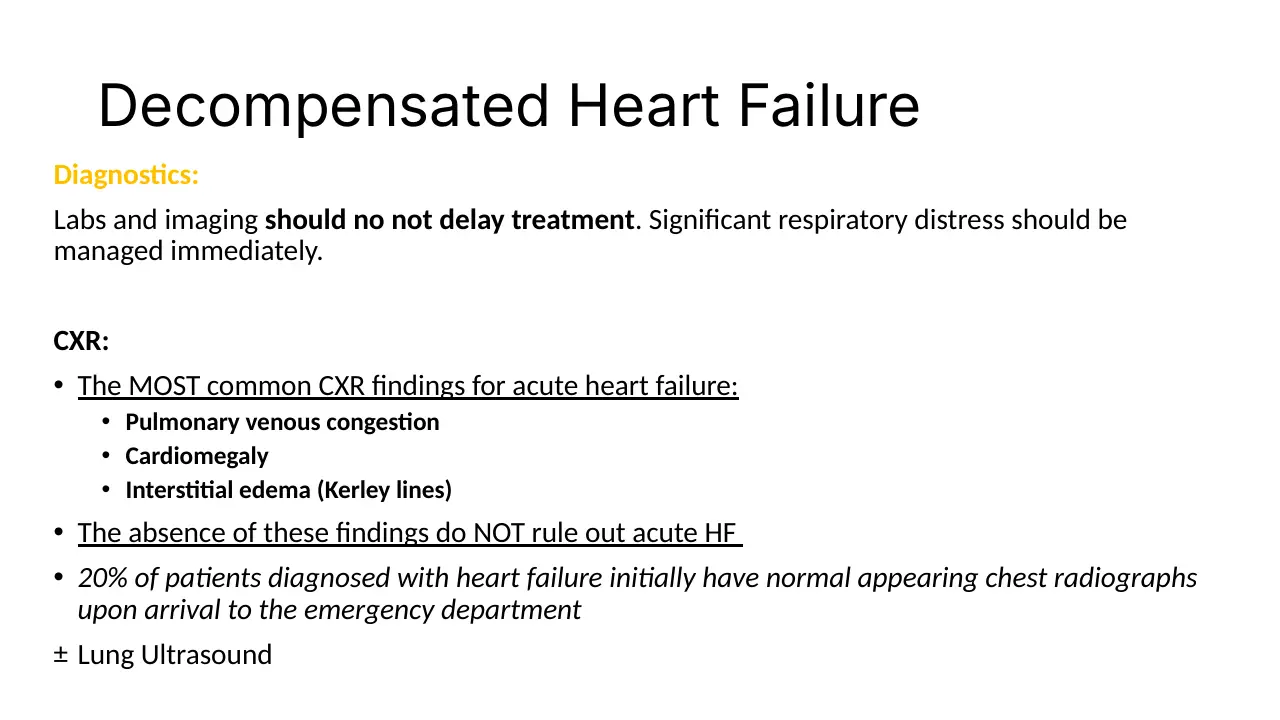 Decompensated Heart Failure
Diagnostics:
Labs and imaging should no not delay treatment. Significant respiratory distress should be
managed immediately.
CXR:
• The MOST common CXR findings for acute heart failure:
• Pulmonary venous congestion
• Cardiomegaly
• Interstitial edema (Kerley lines)
• The absence of these findings do NOT rule out acute HF
• 20% of patients diagnosed with heart failure initially have normal appearing chest radiographs
upon arrival to the emergency department
± Lung Ultrasound